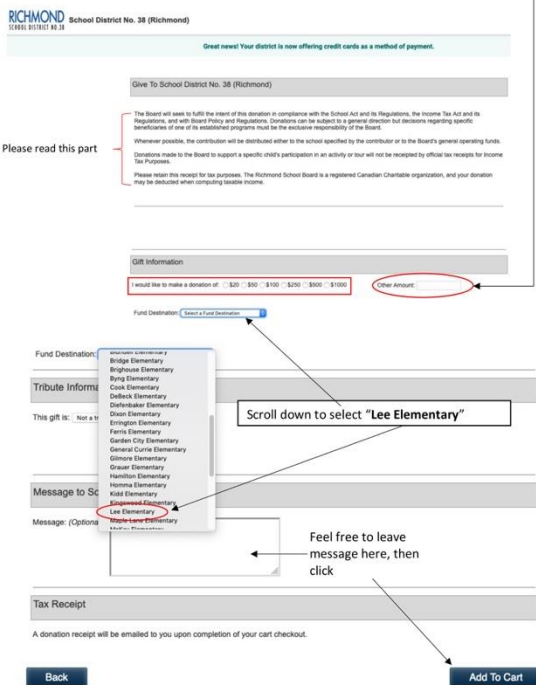 RICHMOND School District No. 38 (Richmond)
SCHOOL DISTRICT NO.38
Great news! Your district is now offering credit cards as a method of payment.
Give To School District No. 38 (Richmond)
Please read this part
The Board will seek to fulfill the intent of this donation in compliance with the School Act and its Regulations, the Income Tax Act and its
Regulations, and with Board Policy and Regulations. Donations can be subject to a general direction but decisions regarding specific
beneficiaries of one of its established programs must be the exclusive responsibility of the Board.
Whenever possible, the contribution will be distributed either to the school specified by the contributor or to the Board's general operating funds.
Donations made to the Board to support a specific child's participation in an activity or tour will not be receipted by official tax receipts for Income
Tax Purposes.
Please retain this receipt for tax purposes. The Richmond School Board is a registered Canadian Charitable organization, and your donation
may be deducted when computing taxable income.
Gift Information
I would like to make a donation of: $20 $50 $100 $250 $500 $1000 Other Amount:
Fund Destination: Select a Fund Destination
Fund Destination:
Blundell Elementary
Bridge Elementary
Brighouse Elementary
Byng Elementary
Cook Elementary
DeBeck Elementary
Diefenbaker Elementary
Dixon Elementary
Errington Elementary
Ferris Elementary
Garden City Elementary
General Currie Elementary
Gilmore Elementary
Grauer Elementary
Hamilton Elementary
Homma Elementary
Kidd Elementary
Kingswood Elementary
Lee Elementary
Maple Lane Elementary
McKay Elementary
Tribute Informa
This gift is: Not a tr
Scroll down to select "Lee Elementary"
Message to Sc
Message: (Optiona
Feel free to leave
message here, then
click
Tax Receipt
A donation receipt will be emailed to you upon completion of your cart checkout.
Back
Add To Cart